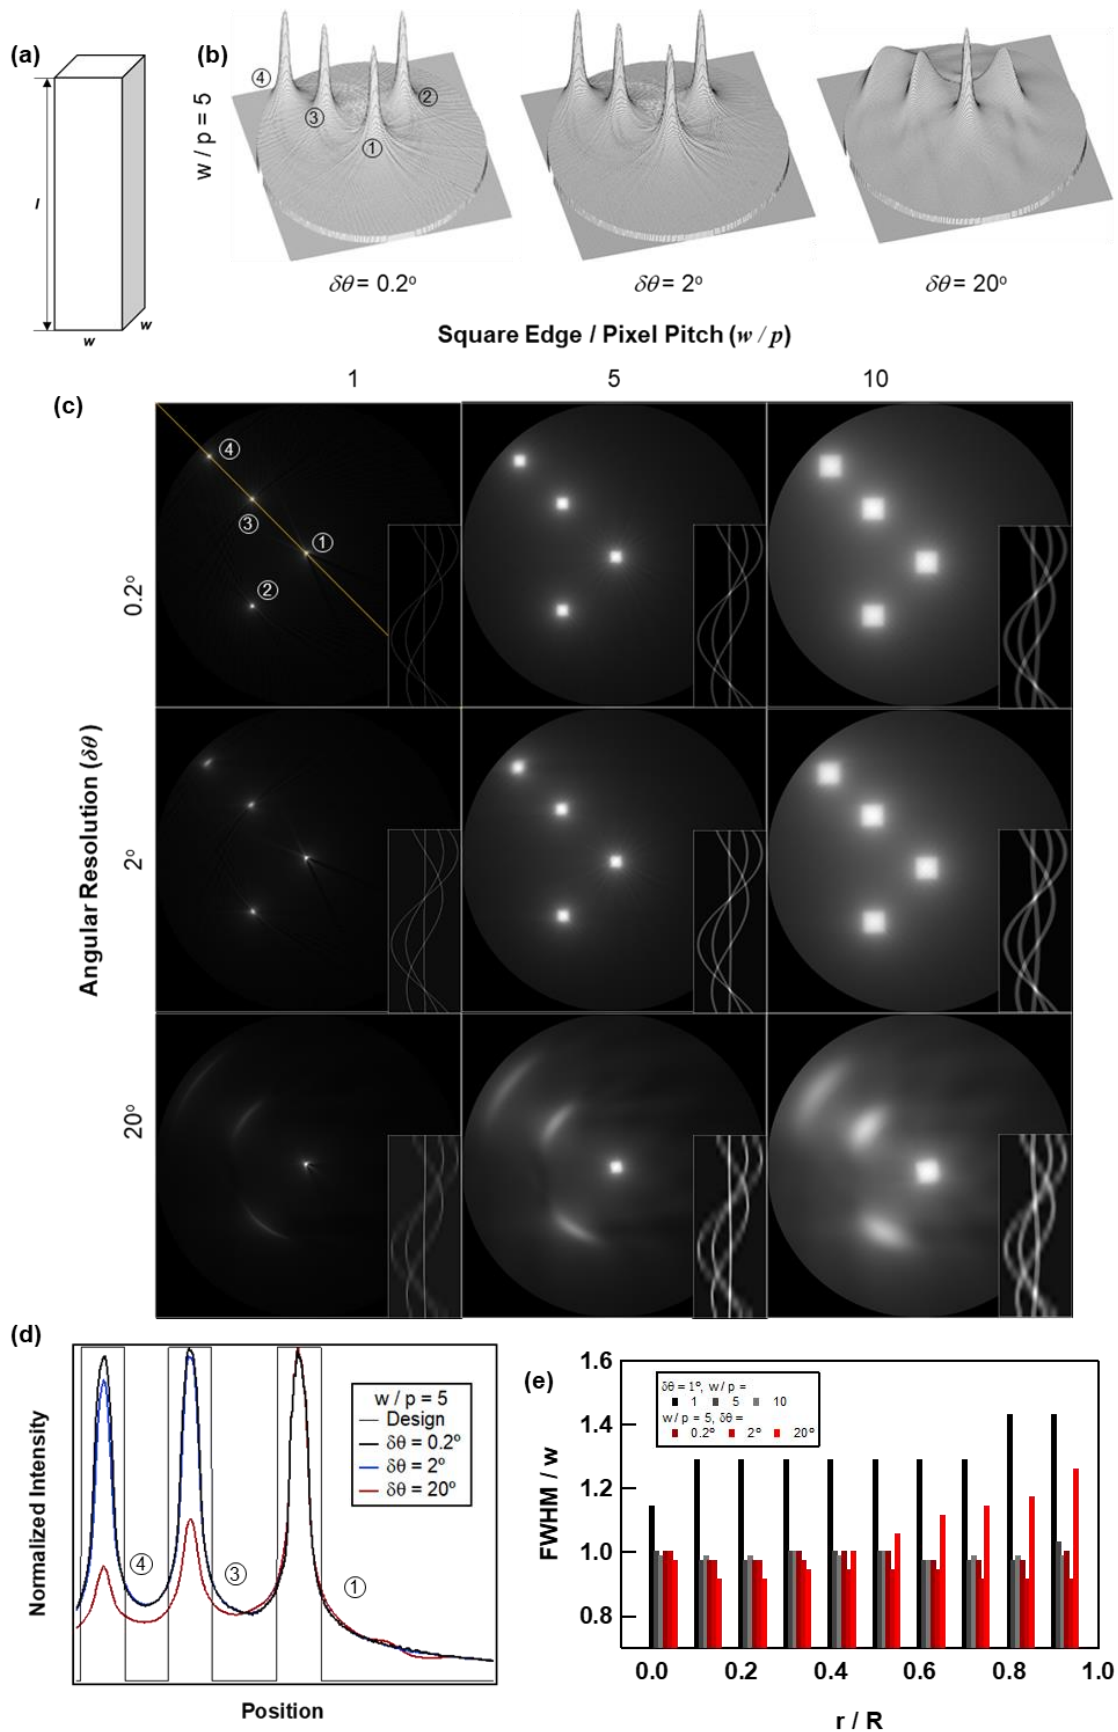 (a)
l
w
w
(b)
w / p = 5
④
③
②
①
δθ = 0.2°
δθ = 2°
δθ = 20°
Square Edge / Pixel Pitch (w / p)
1
5
10
(c)
④
③
①
②
Angular Resolution (δθ)
0.2°
2°
20°
(d)
Normalized Intensity
w / p = 5
Design
δθ = 0.2°
δθ = 2°
δθ = 20°
④
③
①
Position
(e)
FWHM / w
1.6
1.4
1.2
1.0
0.8
δθ = 1°, w / p =
1 5 10
w / p = 5, δθ =
0.2° 2° 20°
0.0 0.2 0.4 0.6 0.8 1.0
r / R